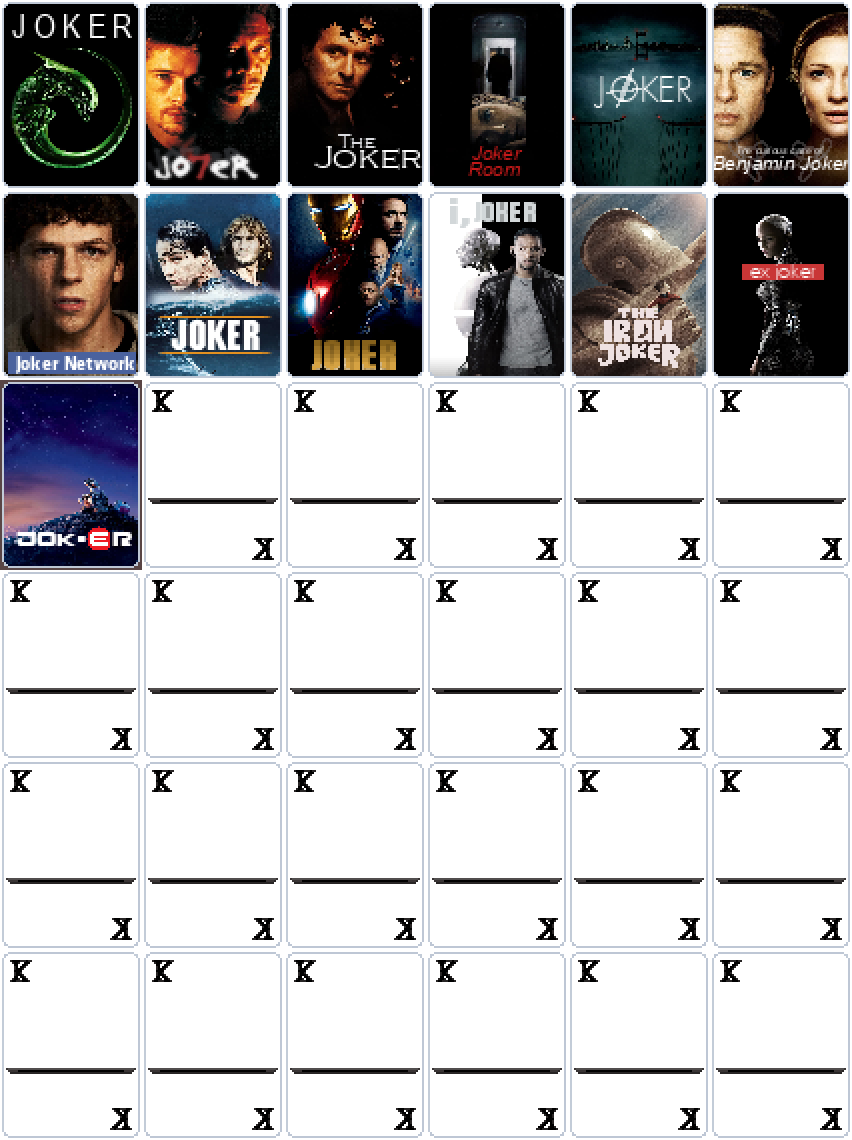 JOKER
Jo7er
THE
JOKER
Joker
Room
JØKER
The curious case of
Benjamin Joker
Joker Network
JOKER
JOKER
i, JOKER
THE
IRON
JOKER
ex joker
JOK•ER
K K K K K
K K K K K
K K K K K K
K K K K K K
K K K K K K
K K K K K K
K K K K K K
K K K K K K